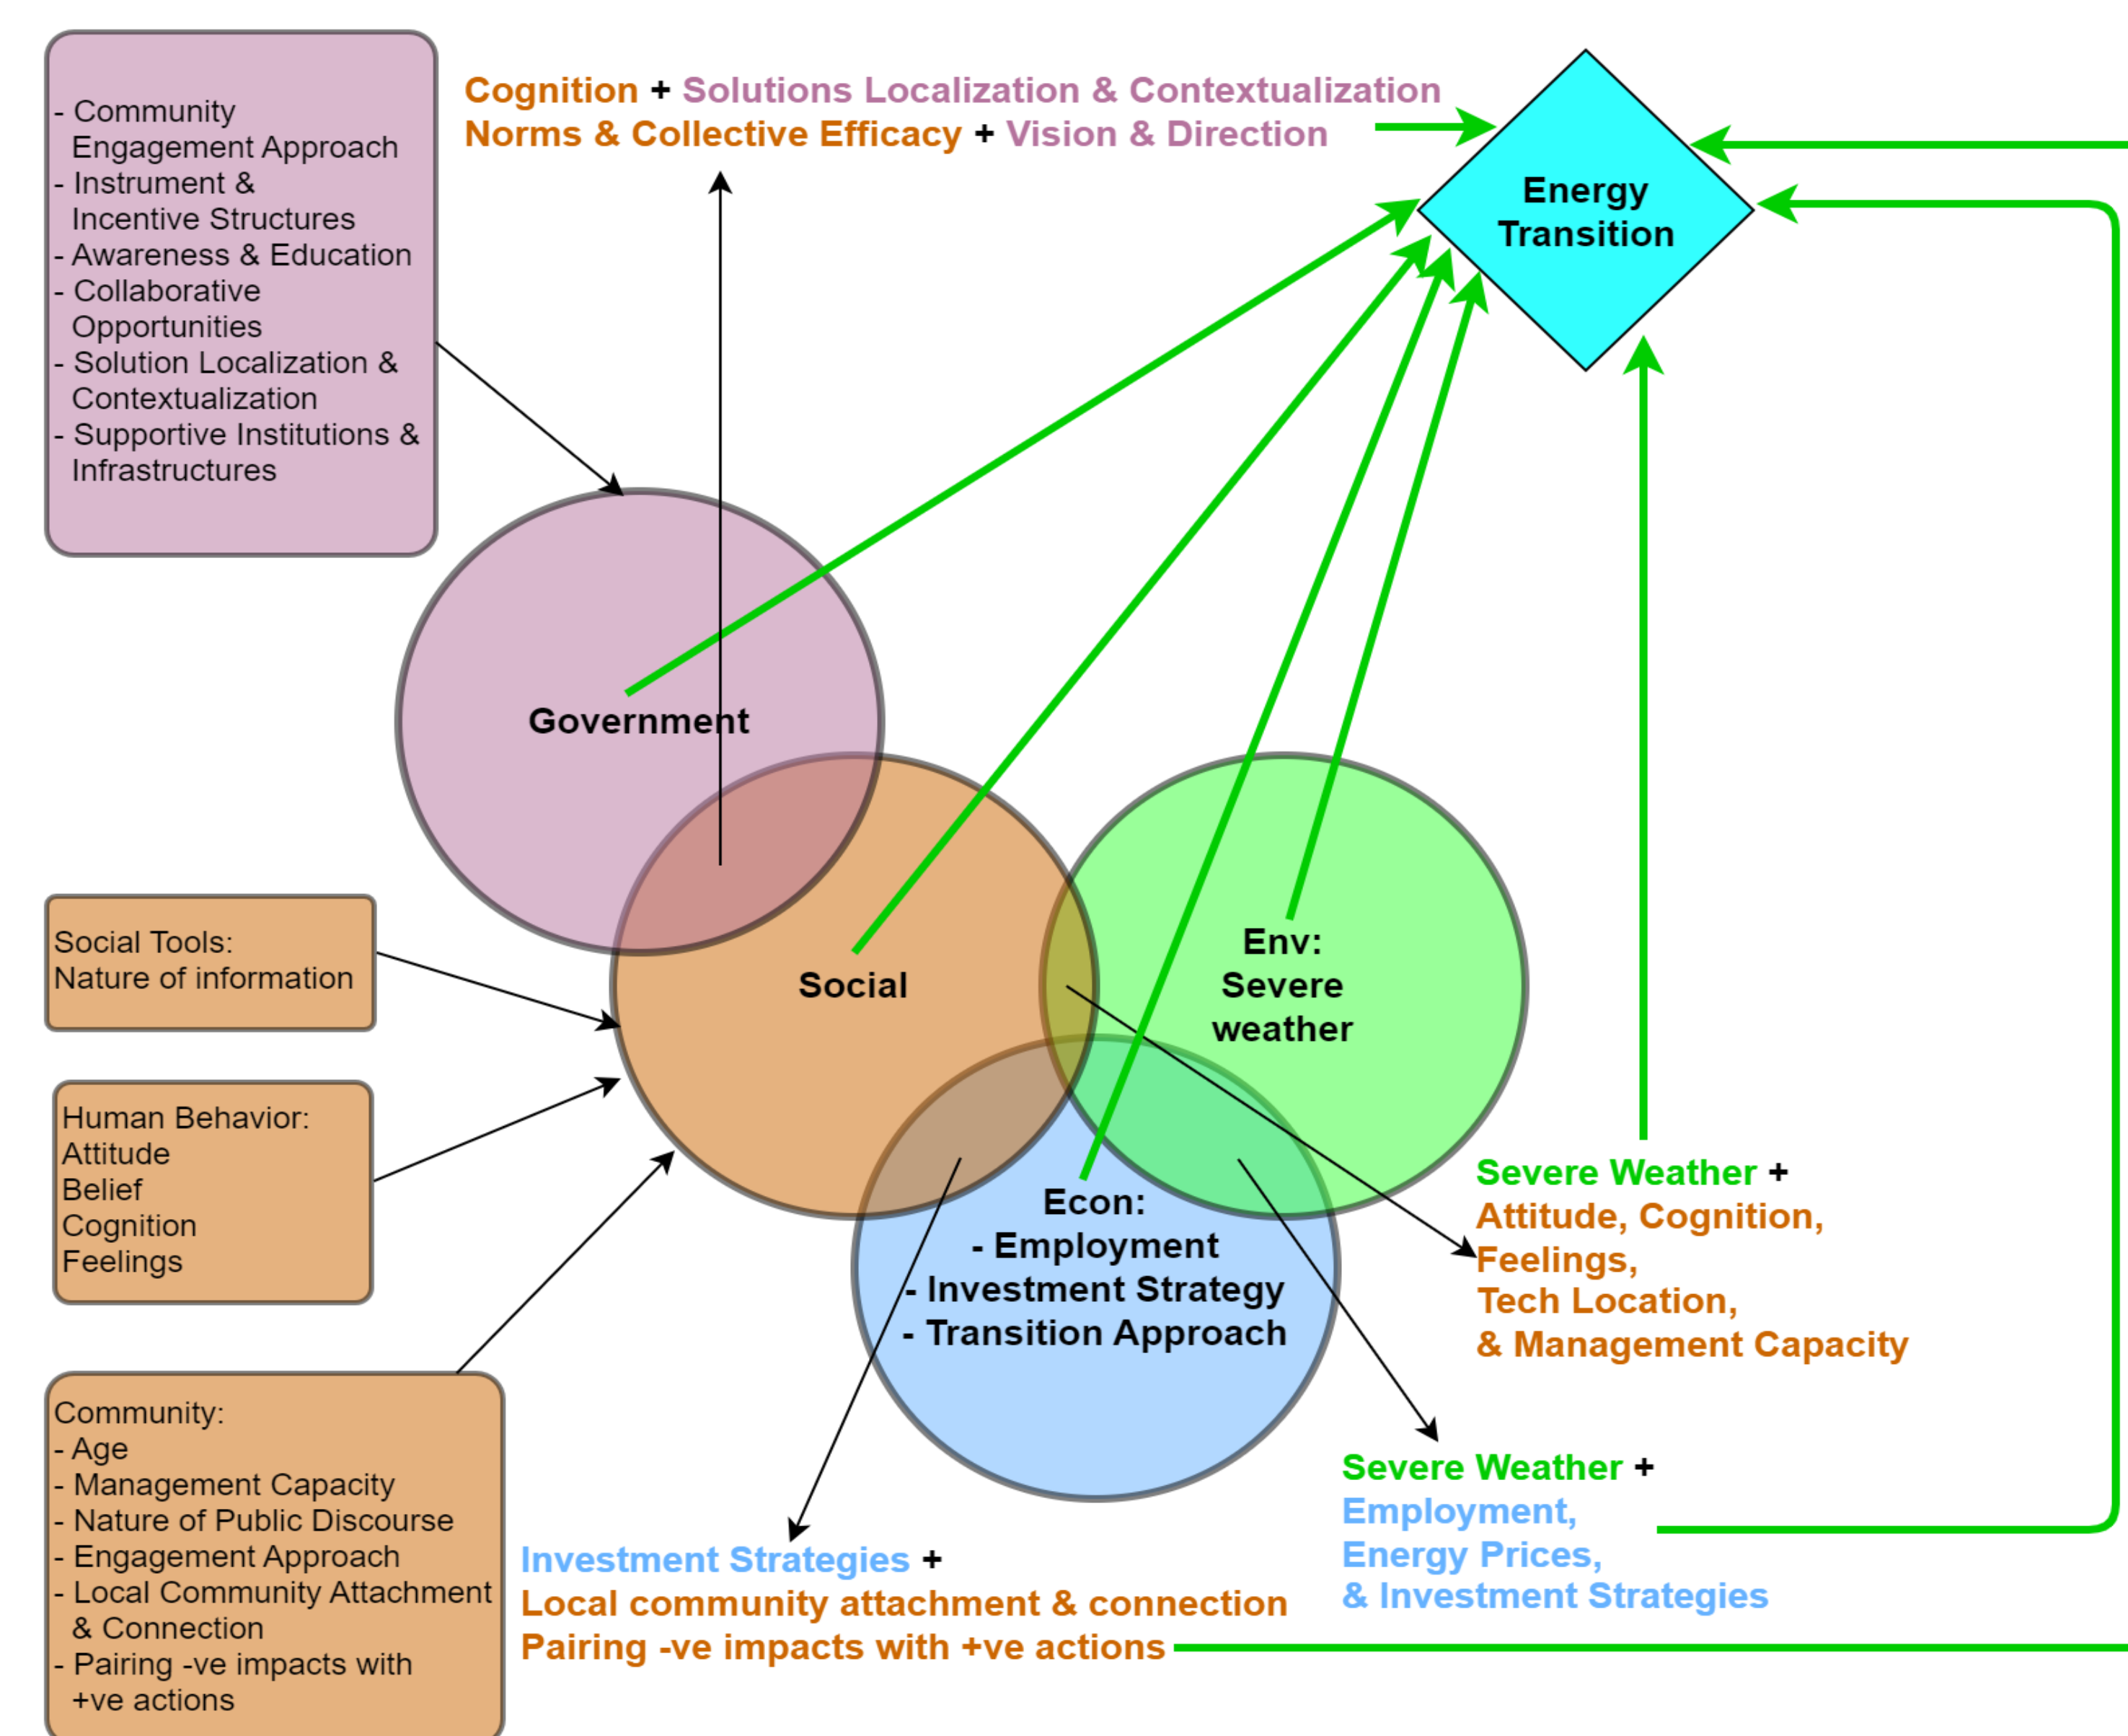 - Community
Engagement Approach
- Instrument &
Incentive Structures
- Awareness & Education
- Collaborative
Opportunities
- Solution Localization &
Contextualization
- Supportive Institutions &
Infrastructures
Cognition + Solutions Localization & Contextualization
Norms & Collective Efficacy + Vision & Direction
Energy
Transition
Government
Social Tools:
Nature of information
Social
Env:
Severe
weather
Human Behavior:
Attitude
Belief
Cognition
Feelings
Econ:
- Employment
- Investment Strategy
- Transition Approach
Severe Weather +
Attitude, Cognition,
Feelings,
Tech Location,
& Management Capacity
Community:
- Age
- Management Capacity
- Nature of Public Discourse
- Engagement Approach
- Local Community Attachment
& Connection
- Pairing -ve impacts with
+ve actions
Investment Strategies +
Local community attachment & connection
Pairing -ve impacts with +ve actions
Severe Weather +
Employment,
Energy Prices,
& Investment Strategies